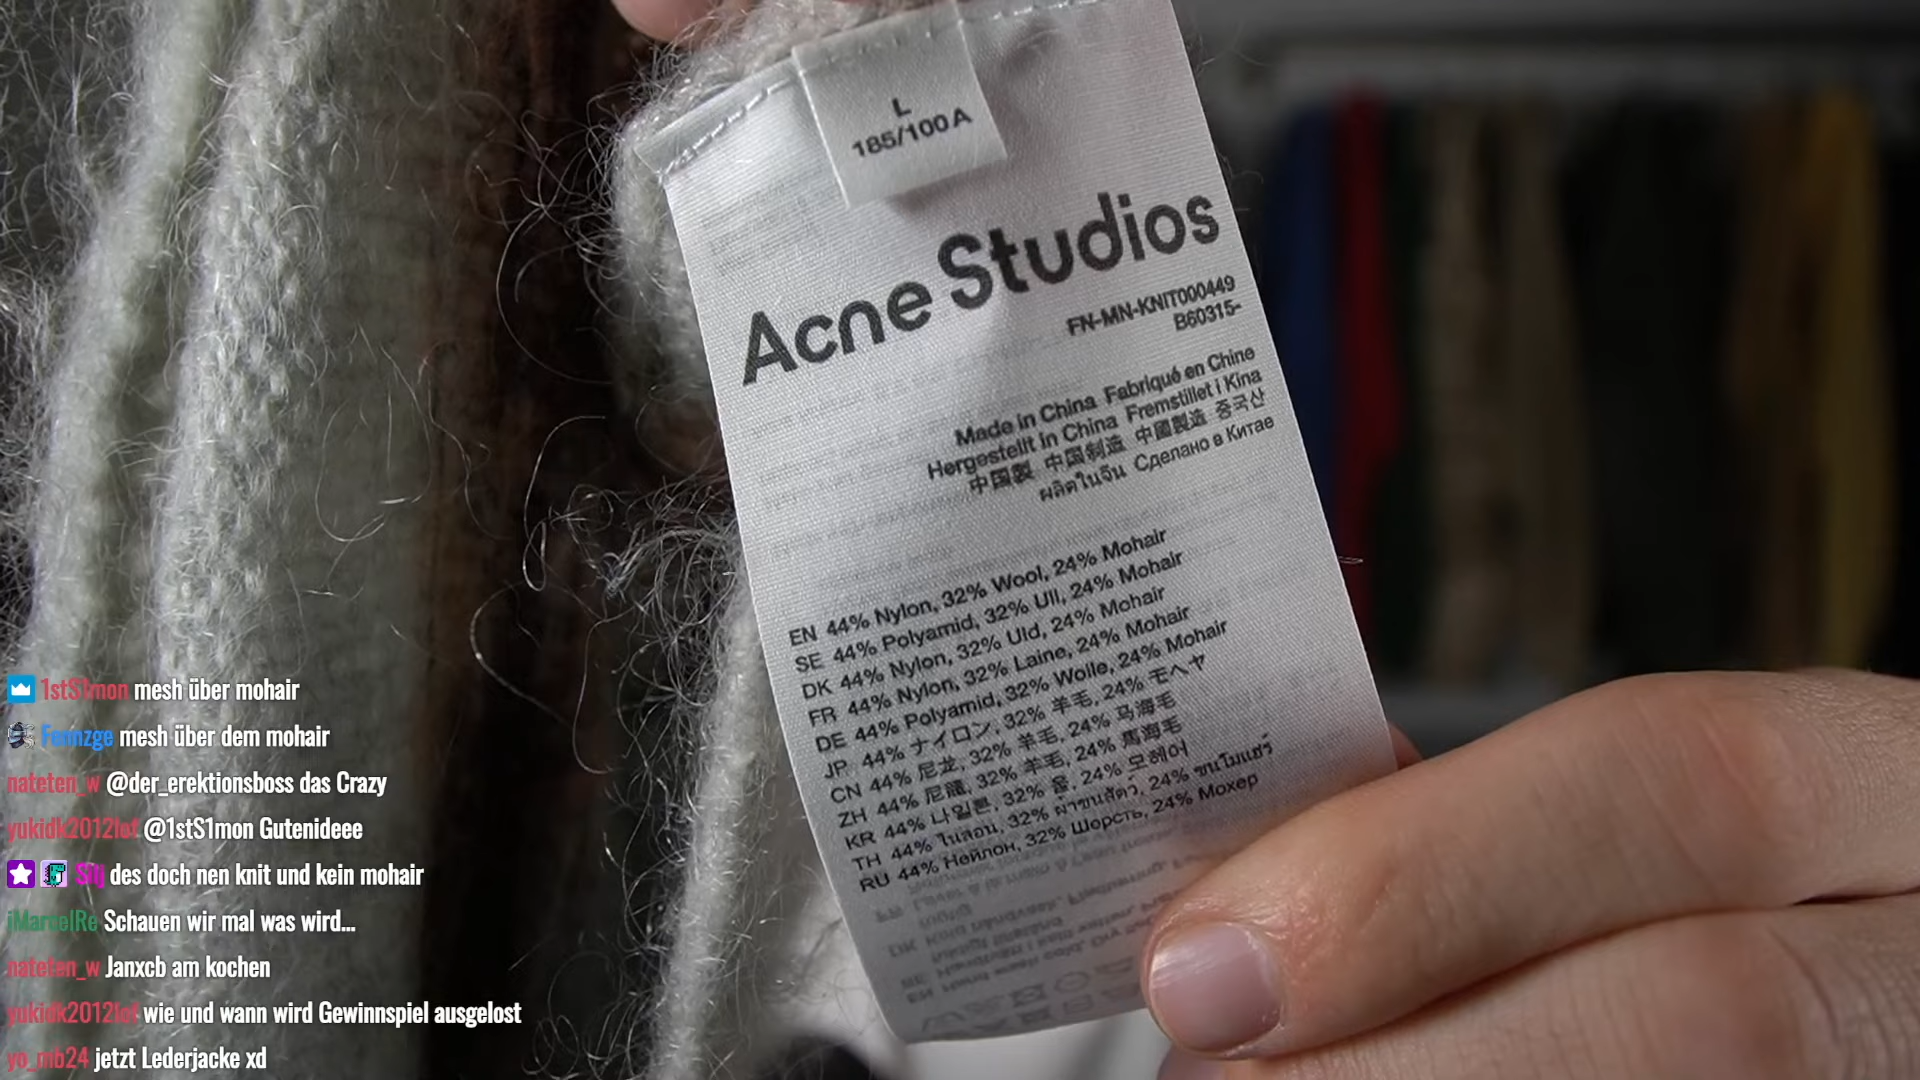 L
185/100A
Acne Studios
FN-MN-KNIT000449
B60315-
Made in China Fabriqué en Chine
Hergestellt in China Fremstillet i Kina
中国製 中国制造 中國製造 중국산
ผลิตในจีน Сделано в Китае
EN 44% Nylon, 32% Wool, 24% Mohair
SE 44% Polyamid, 32% Ull, 24% Mohair
DK 44% Nylon, 32% Uld, 24% Mohair
FR 44% Nylon, 32% Laine, 24% Mohair
DE 44% Polyamid, 32% Wolle, 24% Mohair
JP 44% ナイロン, 32% 羊毛, 24% モヘヤ
CN 44% 尼龙, 32% 羊毛, 24% 马海毛
ZH 44% 尼龍, 32% 羊毛, 24% 馬海毛
KR 44% 나일론, 32% 울, 24% 모헤어
TH 44% ไนลอน, 32% ผ้าขนสัตว์, 24% ขนโมแฮร์
RU 44% Нейлон, 32% Шерсть, 24% Мохер
1stS1mon mesh über mohair
Fennzge mesh über dem mohair
nateten_w @der_erektionsboss das Crazy
yukidk2012lof @1stS1mon Gutenideee
des doch nen knit und kein mohair
iMarcelRe Schauen wir mal was wird...
nateten_w Janxcb am kochen
yukidk2012lof wie und wann wird Gewinnspiel ausgelost
yo_mb24 jetzt Lederjacke xd